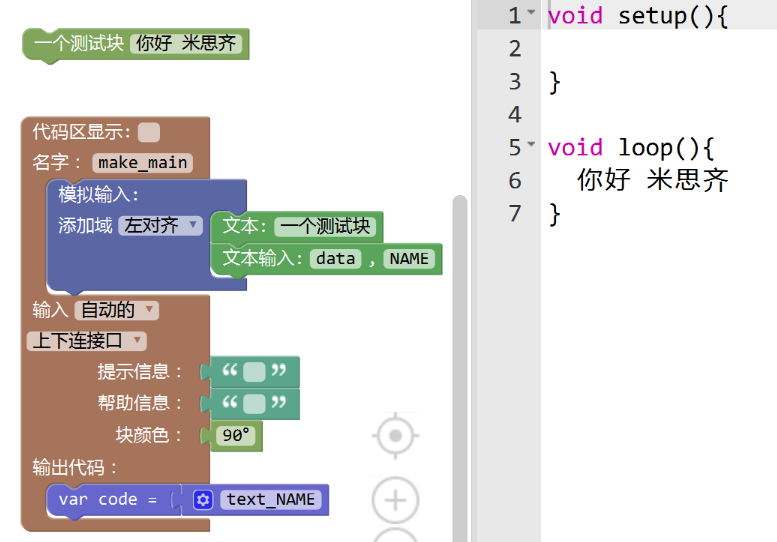 一个测试块 你好 米思齐
代码区显示:
名字： make_main
模拟输入:
添加域 左对齐
文本: 一个测试块
文本输入: data , NAME
输入 自动的
上下连接口
提示信息： “ ”
帮助信息： “ ”
块颜色： 90°
输出代码：
var code = text_NAME
1 void setup(){
2
3 }
4
5 void loop(){
6 你好 米思齐
7 }